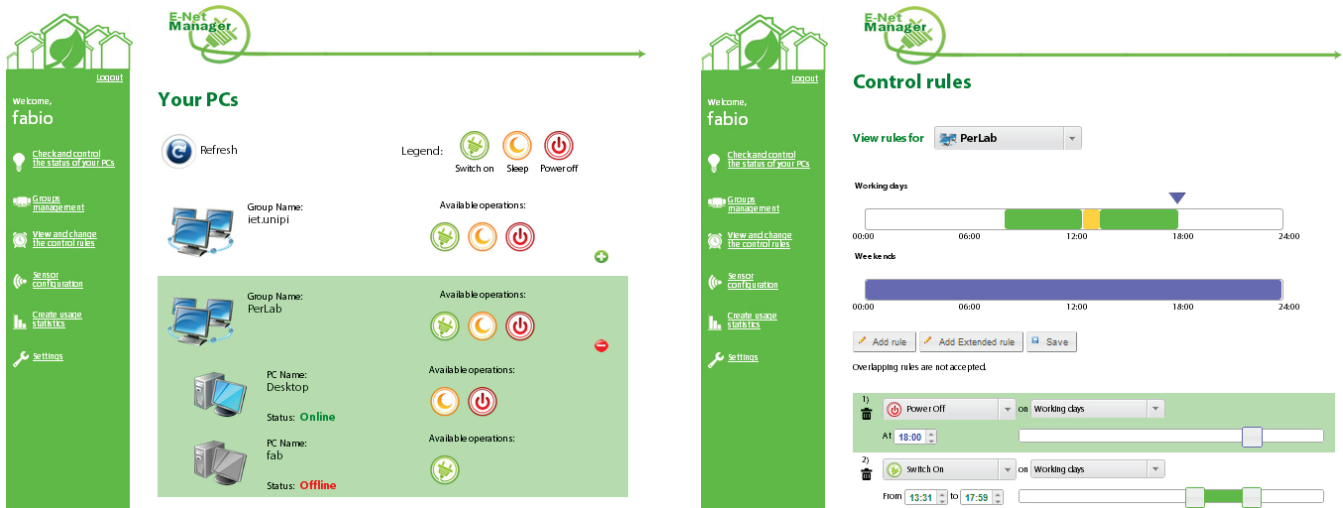 E-Net
Manager
Logout
Welcome,
fabio
Check and control
the status of your PCs
Groups
management
View and change
the control rules
Sensor
configuration
Create usage
statistics
Settings
Your PCs
Refresh
Legend:
Switch on
Sleep
Power off
Group Name:
iet.unipi
Available operations:
Group Name:
PerLab
Available operations:
PC Name:
Desktop
Status: Online
Available operations:
PC Name:
fab
Status: Offline
Available operations:
E-Net
Manager
Logout
Welcome,
fabio
Check and control
the status of your PCs
Groups
management
View and change
the control rules
Sensor
configuration
Create usage
statistics
Settings
Control rules
View rules for PerLab
Working days
00:00 06:00 12:00 18:00 24:00
Weekends
00:00 06:00 12:00 18:00 24:00
Add rule Add Extended rule Save
Overlapping rules are not accepted.
1) Power Off on Working days
At 18:00
2) Switch On on Working days
From 13:31 to 17:59